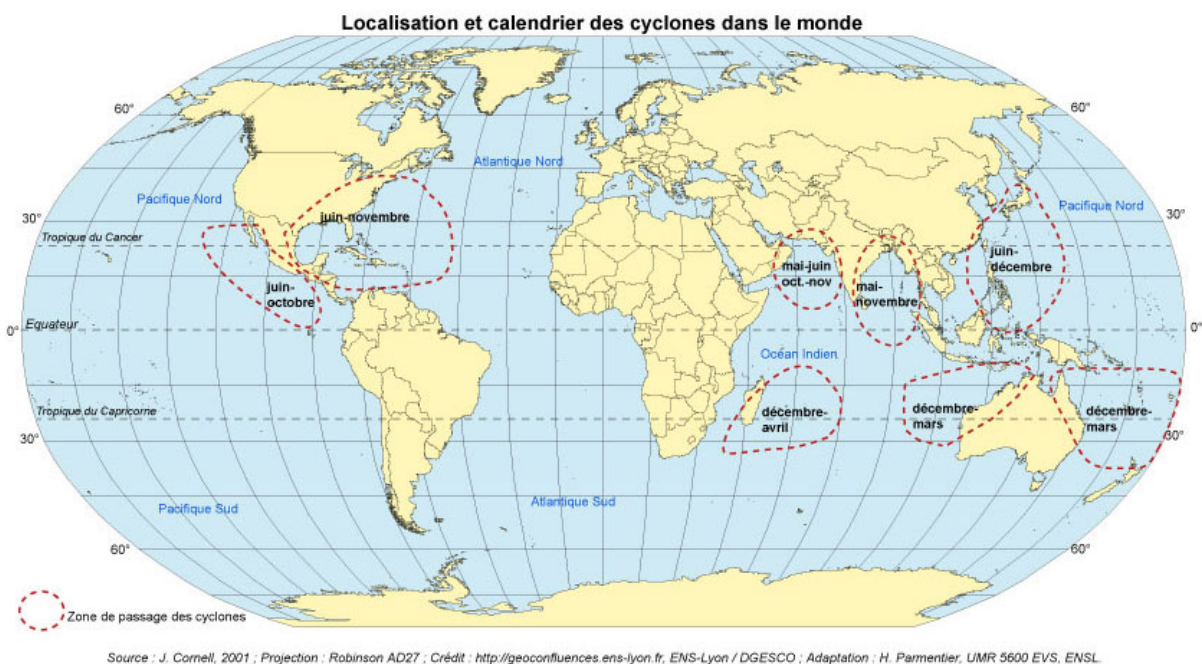 Localisation et calendrier des cyclones dans le monde
60°
60°
Atlantique Nord
Pacifique Nord
Pacifique Nord
juin-novembre
30°
30°
Tropique du Cancer
juin-
décembre
mai-juin
oct.-nov
juin-
octobre
mai-
novembre
Equateur
0°
0°
Océan Indien
Tropique du Capricorne
décembre-
avril
décembre-
mars
décembre-
mars
30°
30°
Pacifique Sud
Atlantique Sud
60°
60°
Zone de passage des cyclones
Source : J. Cornell, 2001 ; Projection : Robinson AD27 ; Crédit : http://geoconfluences.ens-lyon.fr, ENS-Lyon / DGESCO ; Adaptation : H. Parmentier, UMR 5600 EVS, ENSL.